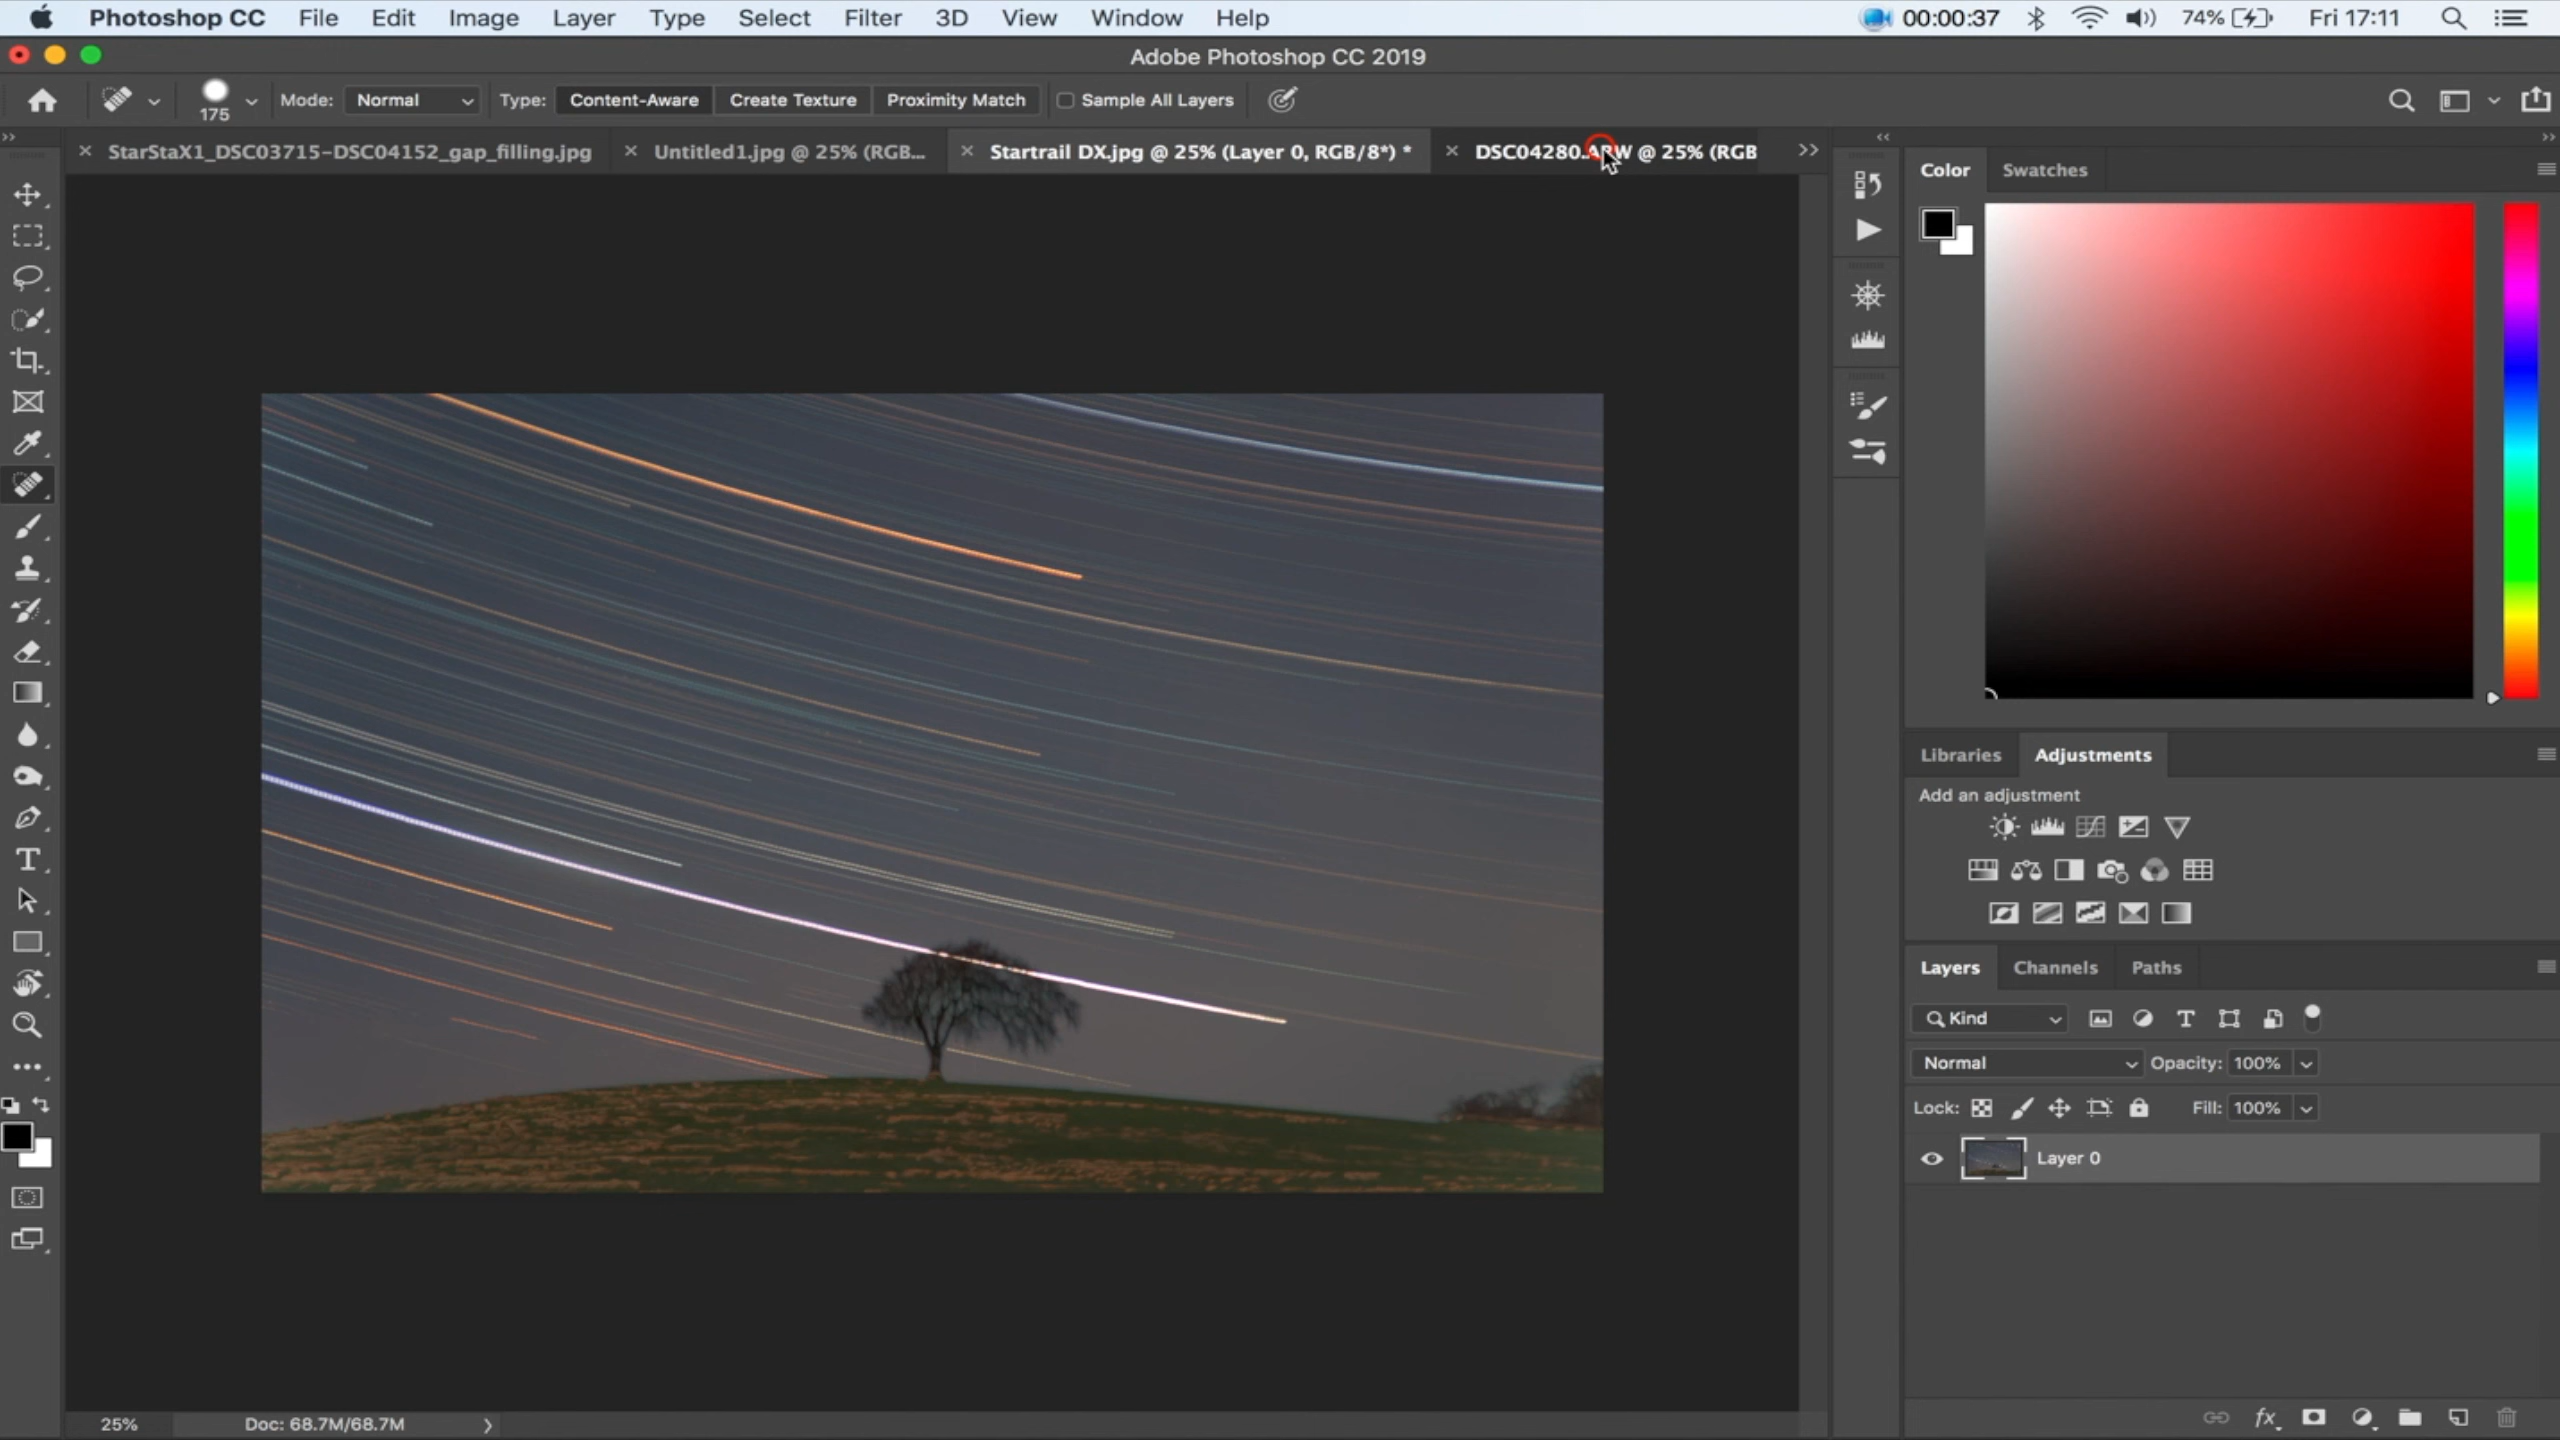 Photoshop CC File Edit Image Layer Type Select Filter 3D View Window Help 00:00:37 74% Fri 17:11
Adobe Photoshop CC 2019
175 Mode: Normal Type: Content-Aware Create Texture Proximity Match Sample All Layers
StarStaX1_DSC03715-DSC04152_gap_filling.jpg Untitled1.jpg @ 25% (RGB... Startrail DX.jpg @ 25% (Layer 0, RGB/8*) * DSC04280.ARW @ 25% (RGB
Color Swatches
Libraries Adjustments
Add an adjustment
Layers Channels Paths
Kind
Normal Opacity: 100%
Lock: Fill: 100%
Layer 0
25% Doc: 68.7M/68.7M